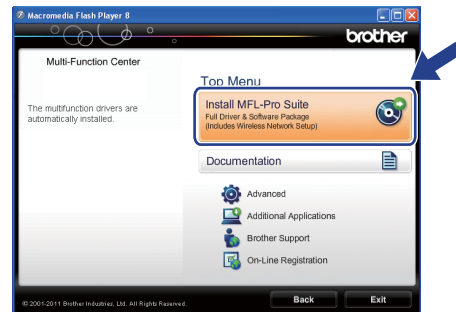 Macromedia Flash Player 8
brother
Multi-Function Center
The multifunction drivers are
automatically installed.
Top Menu
Install MFL-Pro Suite
Full Driver & Software Package
(Includes Wireless Network Setup)
Documentation
Advanced
Additional Applications
Brother Support
On-Line Registration
© 2001-2011 Brother Industries, Ltd. All Rights Reserved.
Back
Exit